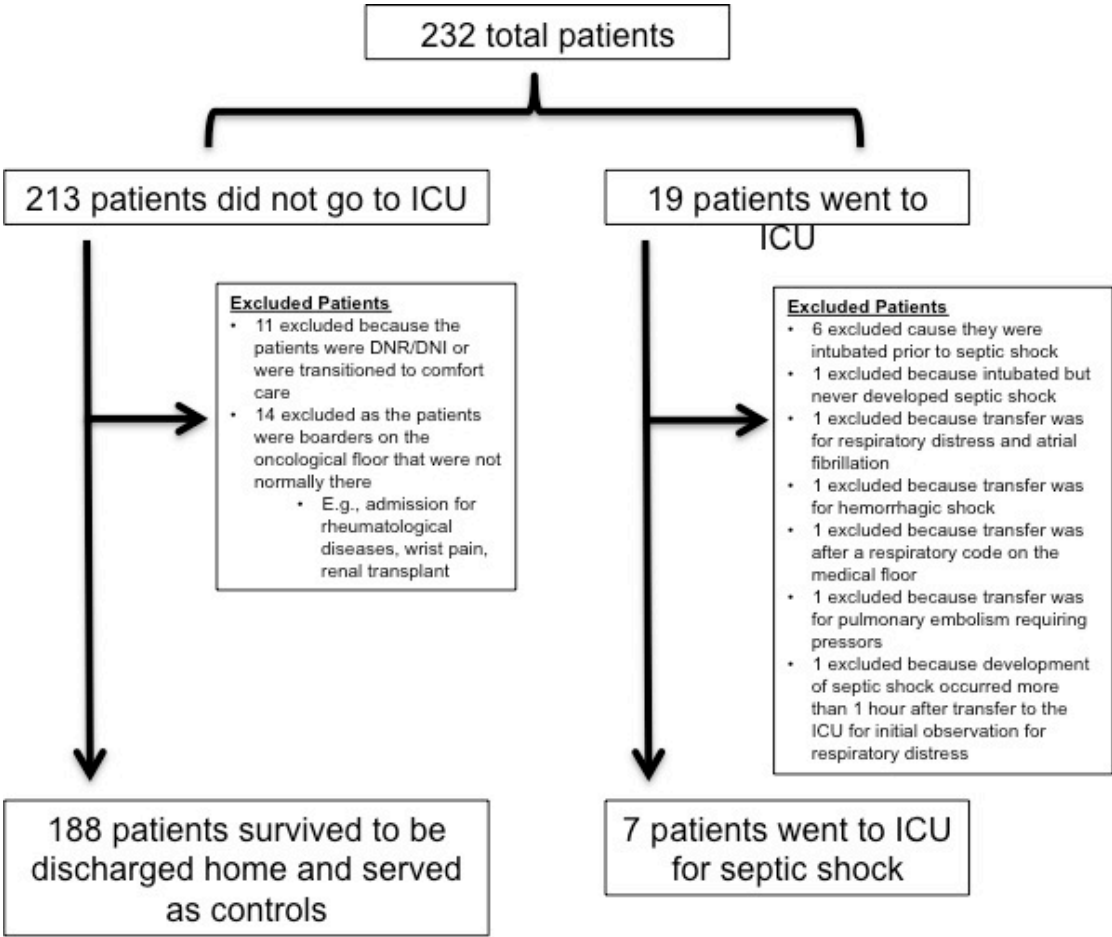 232 total patients
213 patients did not go to ICU
19 patients went to
ICU
Excluded Patients
• 11 excluded because the
patients were DNR/DNI or
were transitioned to comfort
care
• 14 excluded as the patients
were boarders on the
oncological floor that were not
normally there
• E.g., admission for
rheumatological
diseases, wrist pain,
renal transplant
Excluded Patients
• 6 excluded cause they were
intubated prior to septic shock
• 1 excluded because intubated but
never developed septic shock
• 1 excluded because transfer was
for respiratory distress and atrial
fibrillation
• 1 excluded because transfer was
for hemorrhagic shock
• 1 excluded because transfer was
after a respiratory code on the
medical floor
• 1 excluded because transfer was
for pulmonary embolism requiring
pressors
• 1 excluded because development
of septic shock occurred more
than 1 hour after transfer to the
ICU for initial observation for
respiratory distress
188 patients survived to be
discharged home and served
as controls
7 patients went to ICU
for septic shock